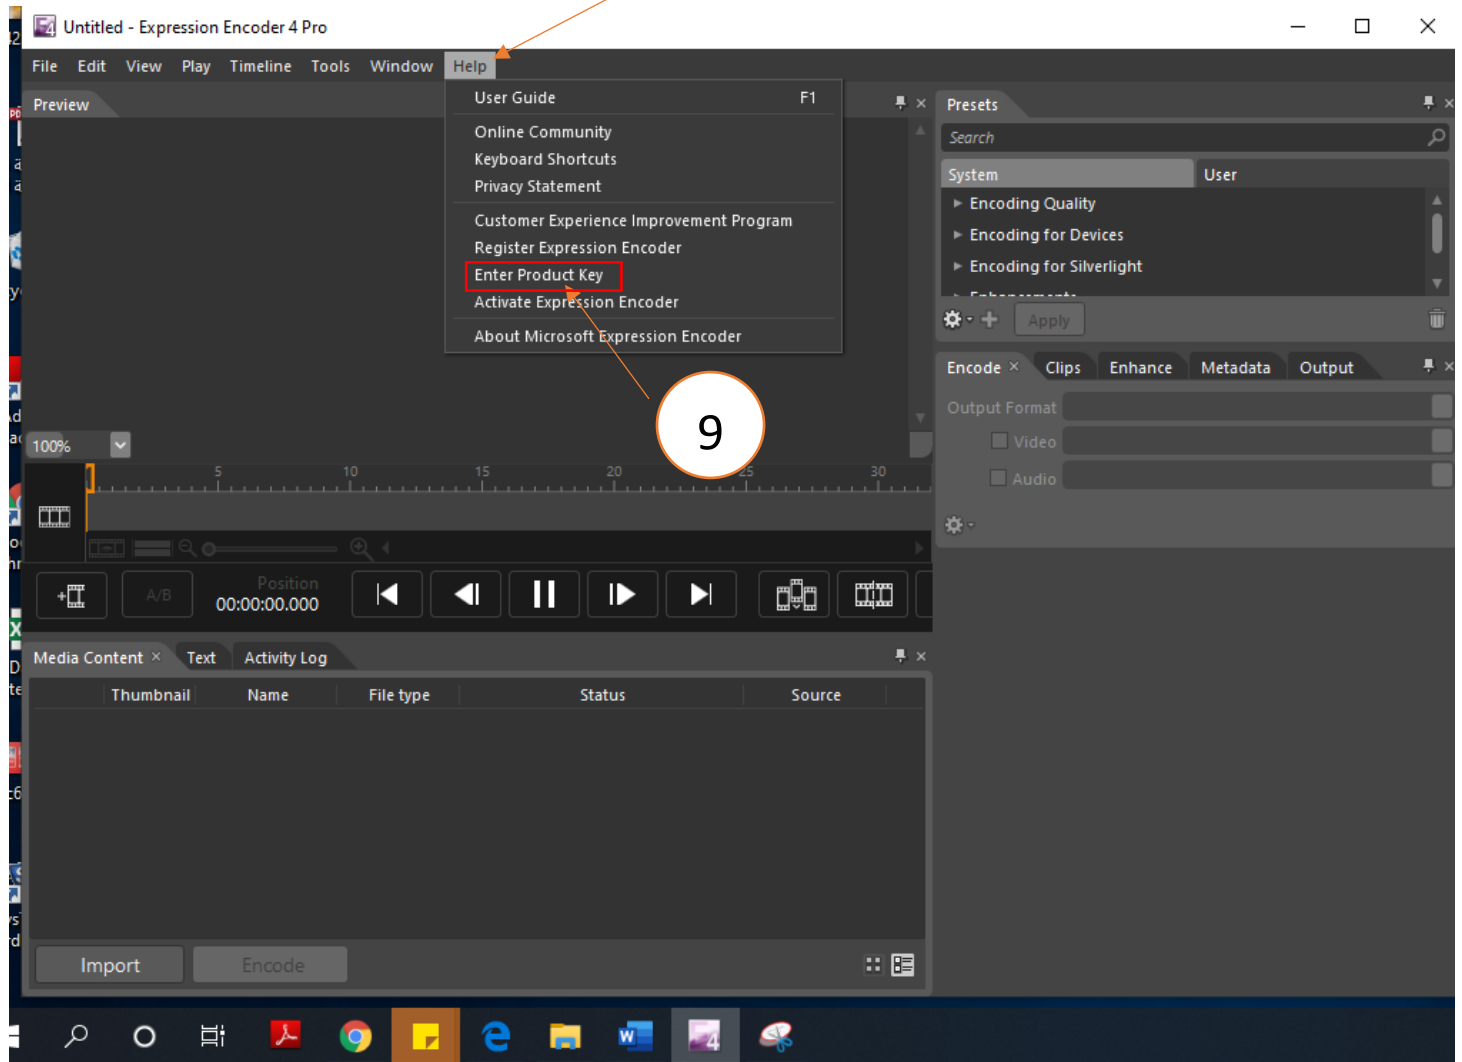 Untitled - Expression Encoder 4 Pro
File Edit View Play Timeline Tools Window Help
Preview
User Guide F1
Online Community
Keyboard Shortcuts
Privacy Statement
Customer Experience Improvement Program
Register Expression Encoder
Enter Product Key
Activate Expression Encoder
About Microsoft Expression Encoder
9
Presets
Search
System User
Encoding Quality
Encoding for Devices
Encoding for Silverlight
Apply
Encode Clips Enhance Metadata Output
Output Format
Video
Audio
100%
5 10 15 20 25 30
A/B
Position
00:00:00.000
Media Content Text Activity Log
Thumbnail Name File type Status Source
Import Encode